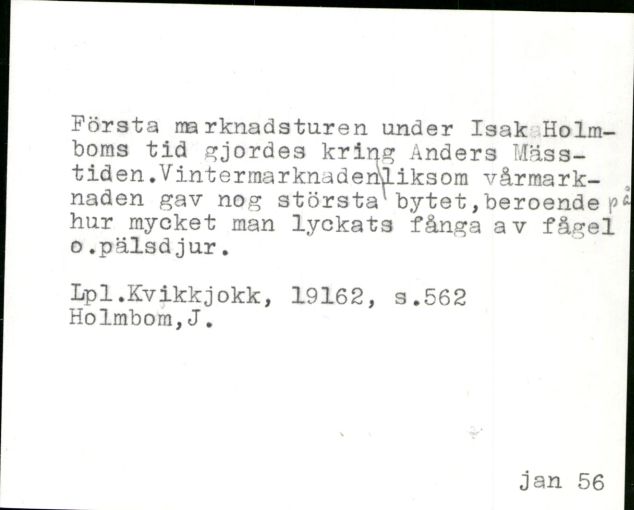 Första marknadsturen under Isak Holm-
boms tid gjordes kring Anders Mäss-
tiden.Vintermarknaden liksom vårmark-
naden gav nog största bytet,beroende på
hur mycket man lyckats fånga av fågel
o.pälsdjur.
Lpl.Kvikkjokk, 19162, s.562
Holmbom,J.
jan 56